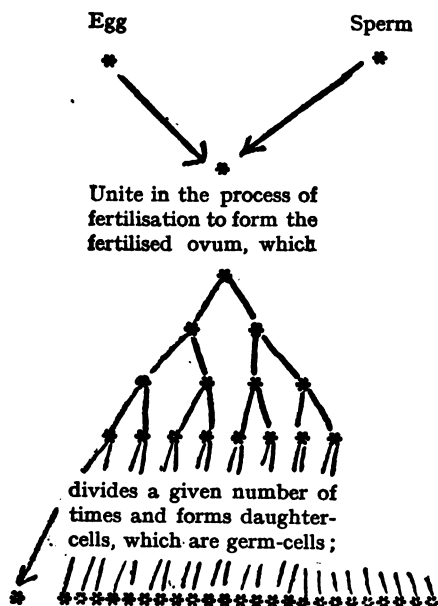 Egg Sperm
Unite in the process of
fertilisation to form the
fertilised ovum, which
divides a given number of
times and forms daughter-
cells, which are germ-cells ;